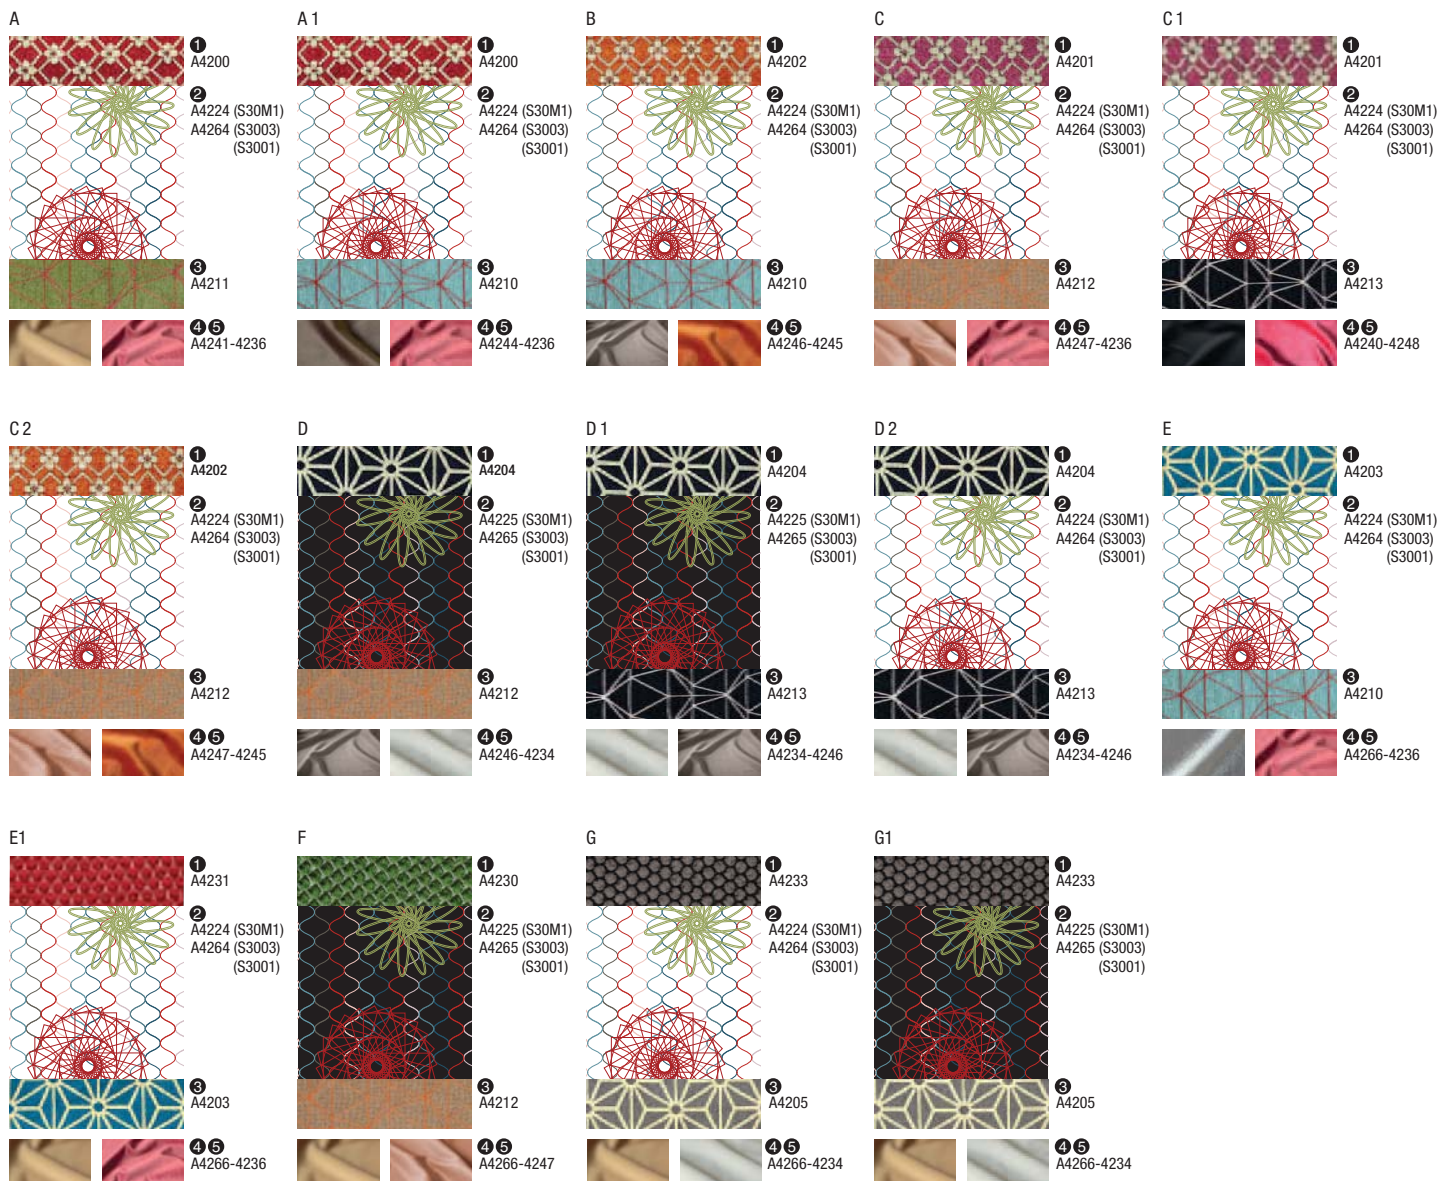 A
❶
A4200
❷
A4224 (S30M1)
A4264 (S3003)
(S3001)
❸
A4211
❹❺
A4241-4236
A 1
❶
A4200
❷
A4224 (S30M1)
A4264 (S3003)
(S3001)
❸
A4210
❹❺
A4244-4236
B
❶
A4202
❷
A4224 (S30M1)
A4264 (S3003)
(S3001)
❸
A4210
❹❺
A4246-4245
C
❶
A4201
❷
A4224 (S30M1)
A4264 (S3003)
(S3001)
❸
A4212
❹❺
A4247-4236
C 1
❶
A4201
❷
A4224 (S30M1)
A4264 (S3003)
(S3001)
❸
A4213
❹❺
A4240-4248
C 2
❶
A4202
❷
A4224 (S30M1)
A4264 (S3003)
(S3001)
❸
A4212
❹❺
A4247-4245
D
❶
A4204
❷
A4225 (S30M1)
A4265 (S3003)
(S3001)
❸
A4212
❹❺
A4246-4234
D 1
❶
A4204
❷
A4225 (S30M1)
A4265 (S3003)
(S3001)
❸
A4213
❹❺
A4234-4246
D 2
❶
A4204
❷
A4224 (S30M1)
A4264 (S3003)
(S3001)
❸
A4213
❹❺
A4234-4246
E
❶
A4203
❷
A4224 (S30M1)
A4264 (S3003)
(S3001)
❸
A4210
❹❺
A4266-4236
E1
❶
A4231
❷
A4224 (S30M1)
A4264 (S3003)
(S3001)
❸
A4203
❹❺
A4266-4236
F
❶
A4230
❷
A4225 (S30M1)
A4265 (S3003)
(S3001)
❸
A4212
❹❺
A4266-4247
G
❶
A4233
❷
A4224 (S30M1)
A4264 (S3003)
(S3001)
❸
A4205
❹❺
A4266-4234
G1
❶
A4233
❷
A4225 (S30M1)
A4265 (S3003)
(S3001)
❸
A4205
❹❺
A4266-4234